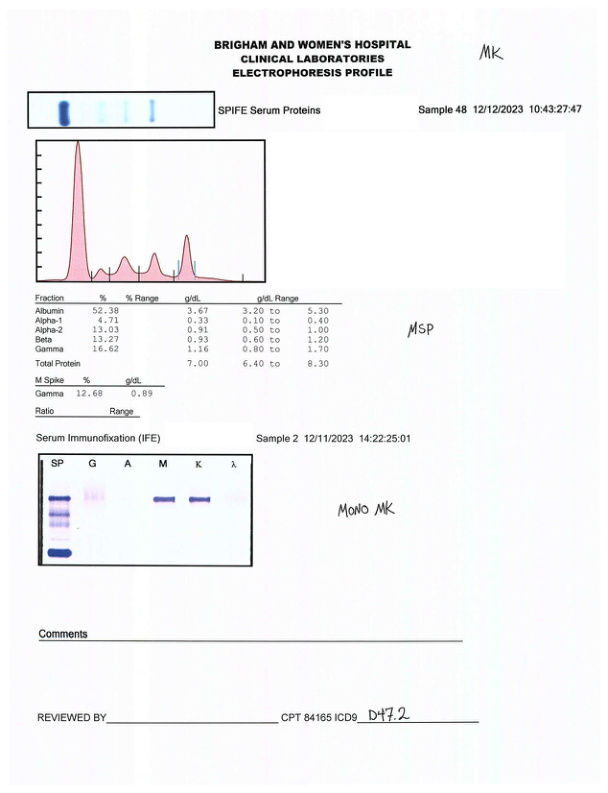 BRIGHAM AND WOMEN'S HOSPITAL
MK
CLINICAL LABORATORIES
ELECTROPHORESIS PROFILE
SPIFE Serum Proteins Sample 48 12/12/2023 10:43:27:47
Fraction % % Range g/dL g/dL Range
Albumin 52.38 3.67 3.20 to 5.30
Alpha-1 4.71 0.33 0.10 to 0.40
Alpha-2 13.03 0.91 0.50 to 1.00
Beta 13.27 0.93 0.60 to 1.20
Gamma 16.62 1.16 0.80 to 1.70
MSP
Total Protein 7.00 6.40 to 8.30
M Spike % g/dL
Gamma 12.68 0.89
Ratio Range
Serum Immunofixation (IFE) Sample 2 12/11/2023 14:22:25:01
SP G A M K λ
MONO MK
Comments
REVIEWED BY CPT 84165 ICD9 D47.2